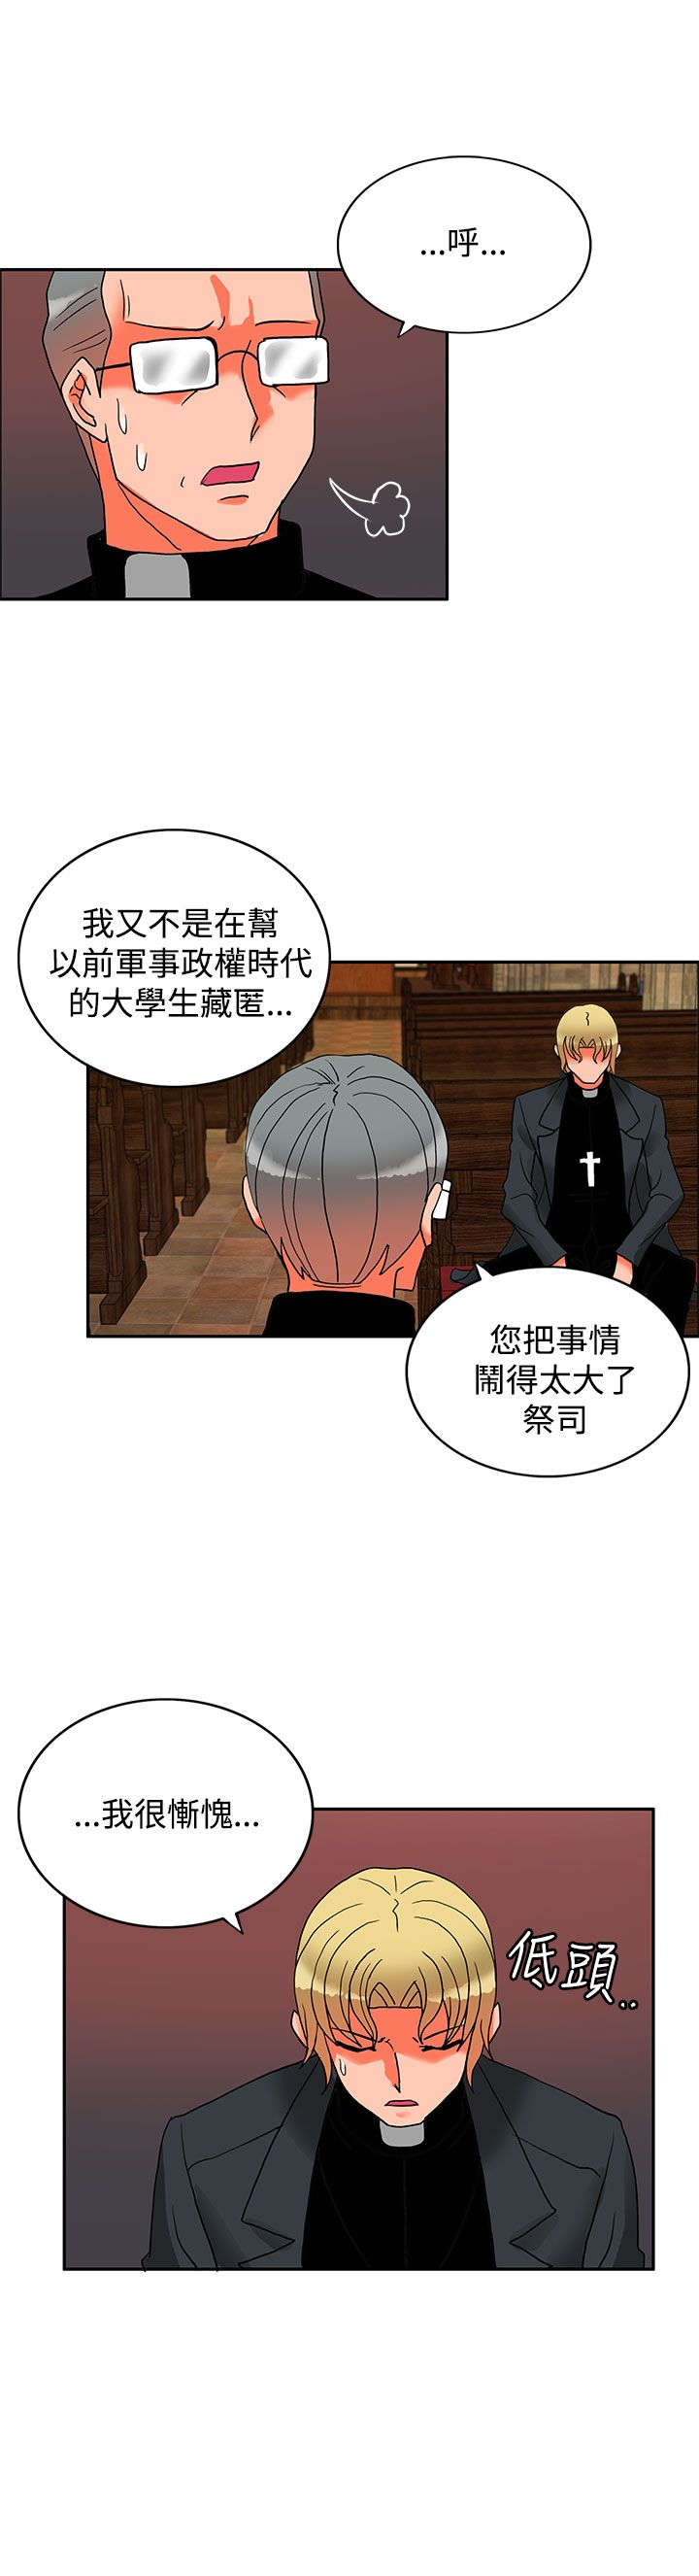 …呼…
我又不是在幫
以前軍事政權時代
的大學生藏匿…
您把事情
鬧得太大了
祭司
…我很慚愧…
低頭..